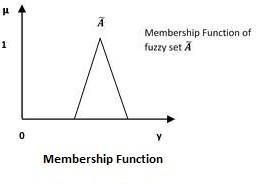 μ
Ã
Membership Function of
fuzzy set Ã
1
0
y
Membership Function